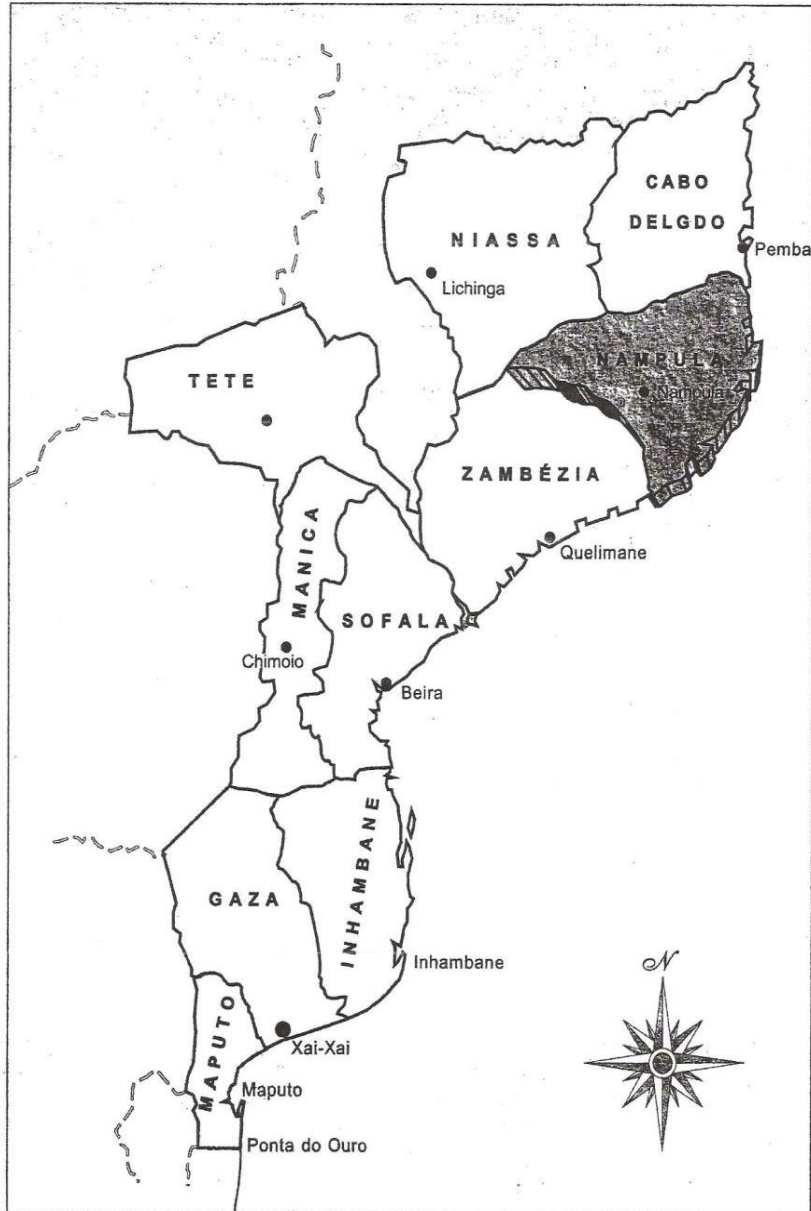 CABO
DELGDO
NIASSA
Pemba
Lichinga
NAMPULA
TETE
Nampula
ZAMBÉZIA
MANICA
Quelimane
SOFALA
Chimoio
Beira
INHAMBANE
GAZA
Inhambane
N
MAPUTO
Xai-Xai
Maputo
Ponta do Ouro